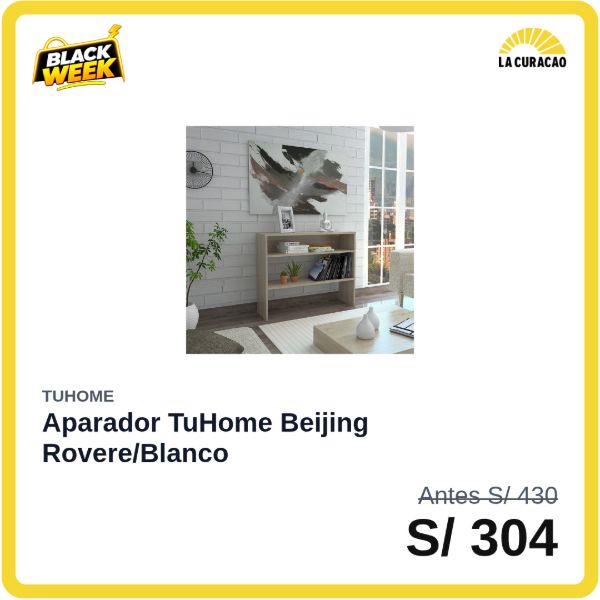 BLACK
WEEK
LA CURACAO
TUHOME
Aparador TuHome Beijing
Rovere/Blanco
Antes S/ 430
S/ 304